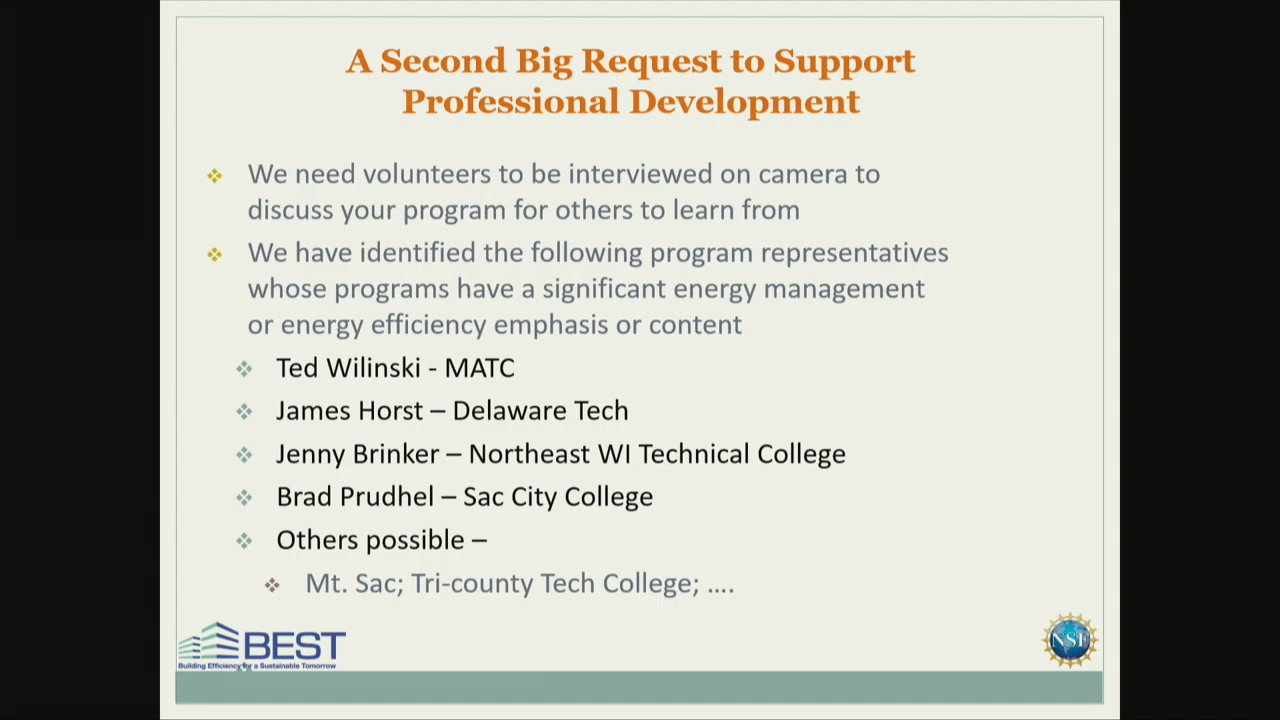 A Second Big Request to Support
Professional Development
We need volunteers to be interviewed on camera to
discuss your program for others to learn from
We have identified the following program representatives
whose programs have a significant energy management
or energy efficiency emphasis or content
Ted Wilinski - MATC
James Horst – Delaware Tech
Jenny Brinker – Northeast WI Technical College
Brad Prudhel – Sac City College
Others possible –
Mt. Sac; Tri-county Tech College; ....
BEST
Building Efficiency for a Sustainable Tomorrow
NSF